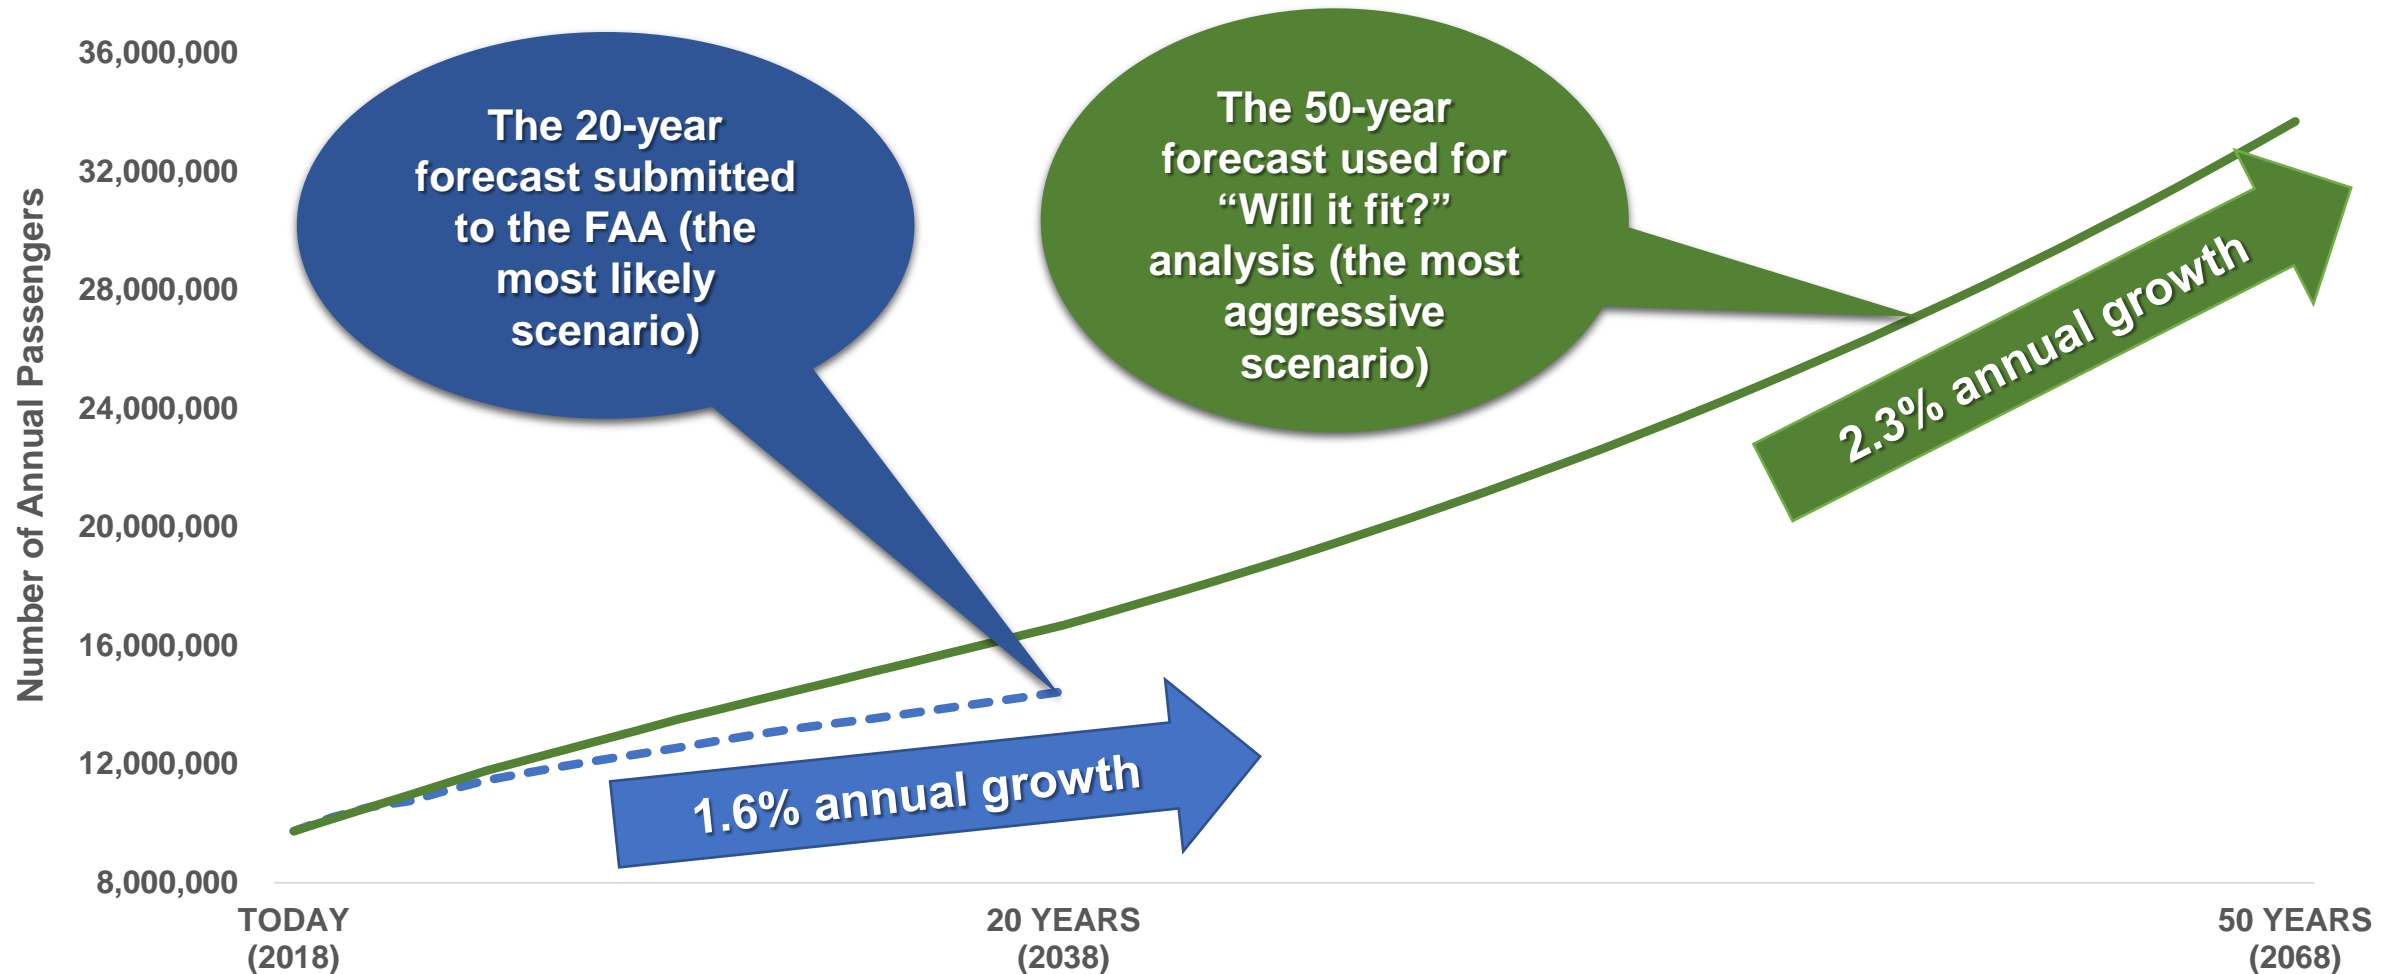 Number of Annual Passengers
36,000,000
32,000,000
28,000,000
24,000,000
20,000,000
16,000,000
12,000,000
8,000,000
The 20-year
forecast submitted
to the FAA (the
most likely
scenario)
The 50-year
forecast used for
“Will it fit?”
analysis (the most
aggressive
scenario)
2.3% annual growth
1.6% annual growth
TODAY
(2018)
20 YEARS
(2038)
50 YEARS
(2068)